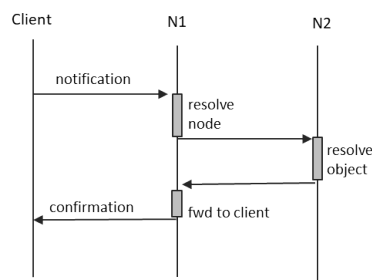 Client
N1
N2
notification
resolve
node
resolve
object
confirmation
fwd to client